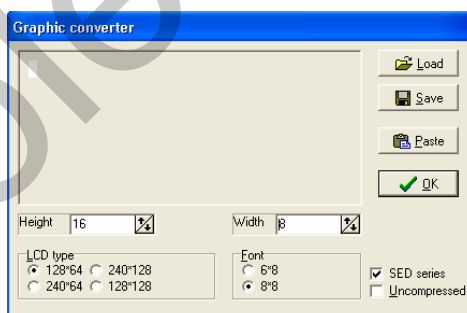 Graphic converter
Load
Save
Paste
OK
Height 16 Width 8
LCD type
128*64 240*128
240*64 128*128
Font
6*8
8*8
SED series
Uncompressed